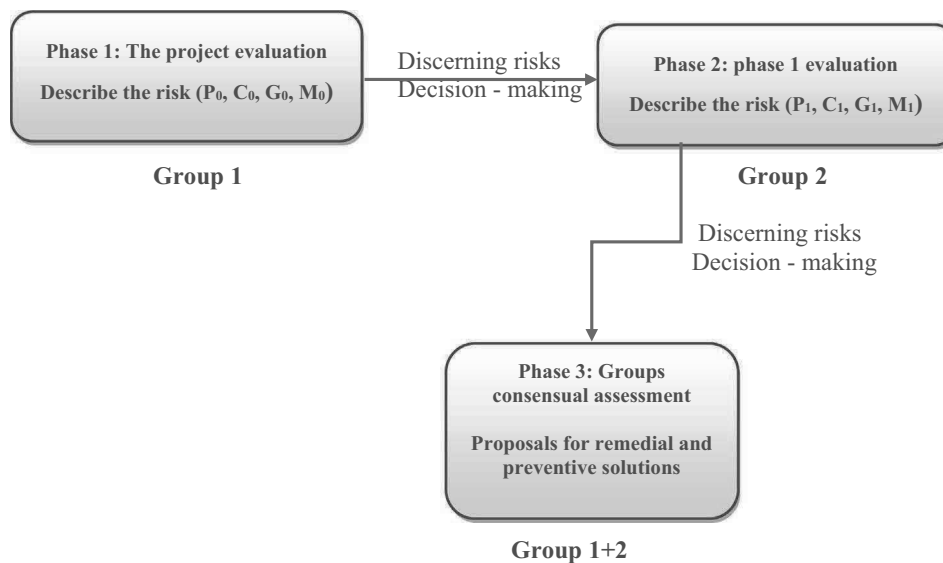 Phase 1: The project evaluation
Describe the risk (P₀, C₀, G₀, M₀)
Group 1
Discerning risks
Decision - making
Phase 2: phase 1 evaluation
Describe the risk (P₁, C₁, G₁, M₁)
Group 2
Discerning risks
Decision - making
Phase 3: Groups
consensual assessment
Proposals for remedial and
preventive solutions
Group 1+2